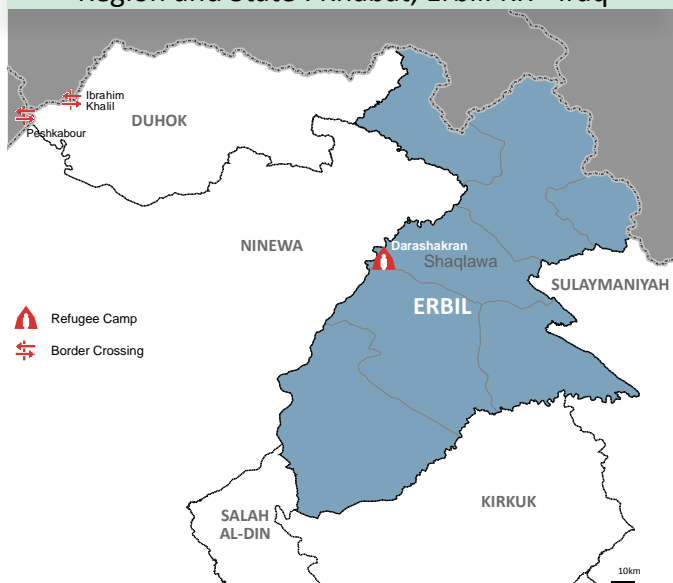 Ibrahim
Khalil
Peshkabour
DUHOK
NINEWA
Darashakran
Shaqlawa
SULAYMANIYAH
ERBIL
Refugee Camp
Border Crossing
KIRKUK
SALAH
AL-DIN
10km